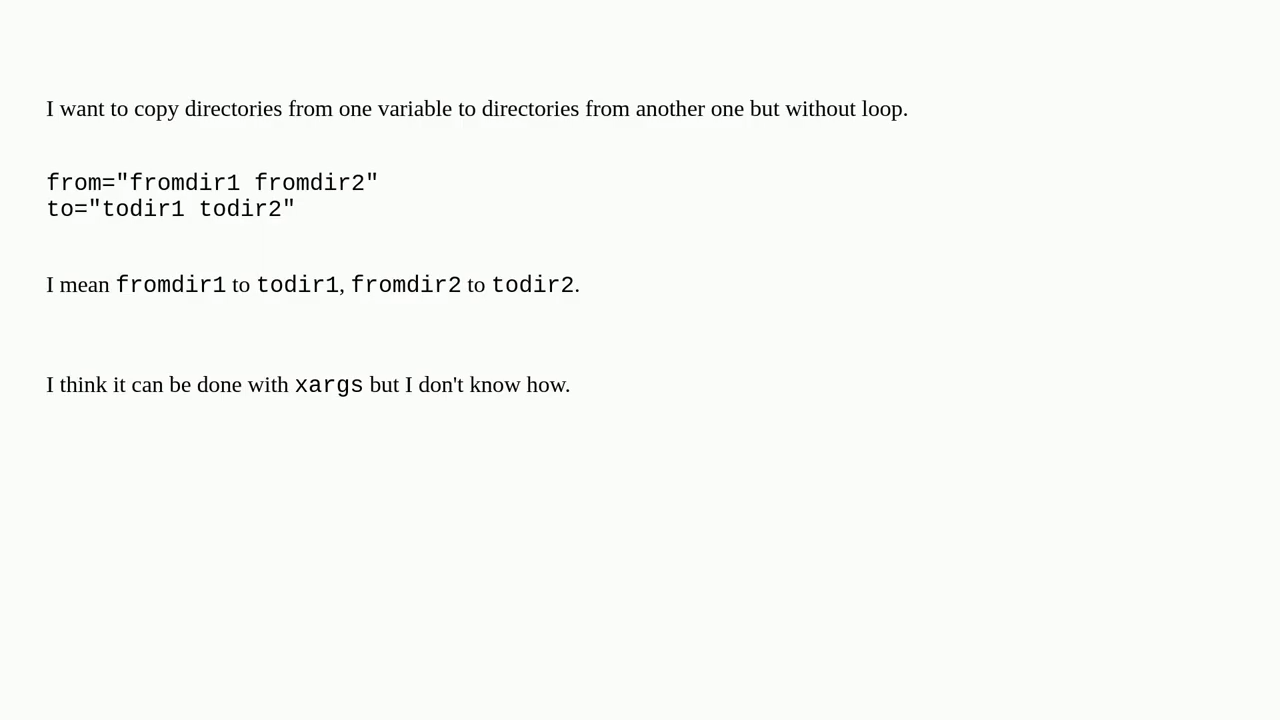 I want to copy directories from one variable to directories from another one but without loop.
from="fromdir1 fromdir2"
to="todir1 todir2"
I mean fromdir1 to todir1, fromdir2 to todir2.
I think it can be done with xargs but I don't know how.